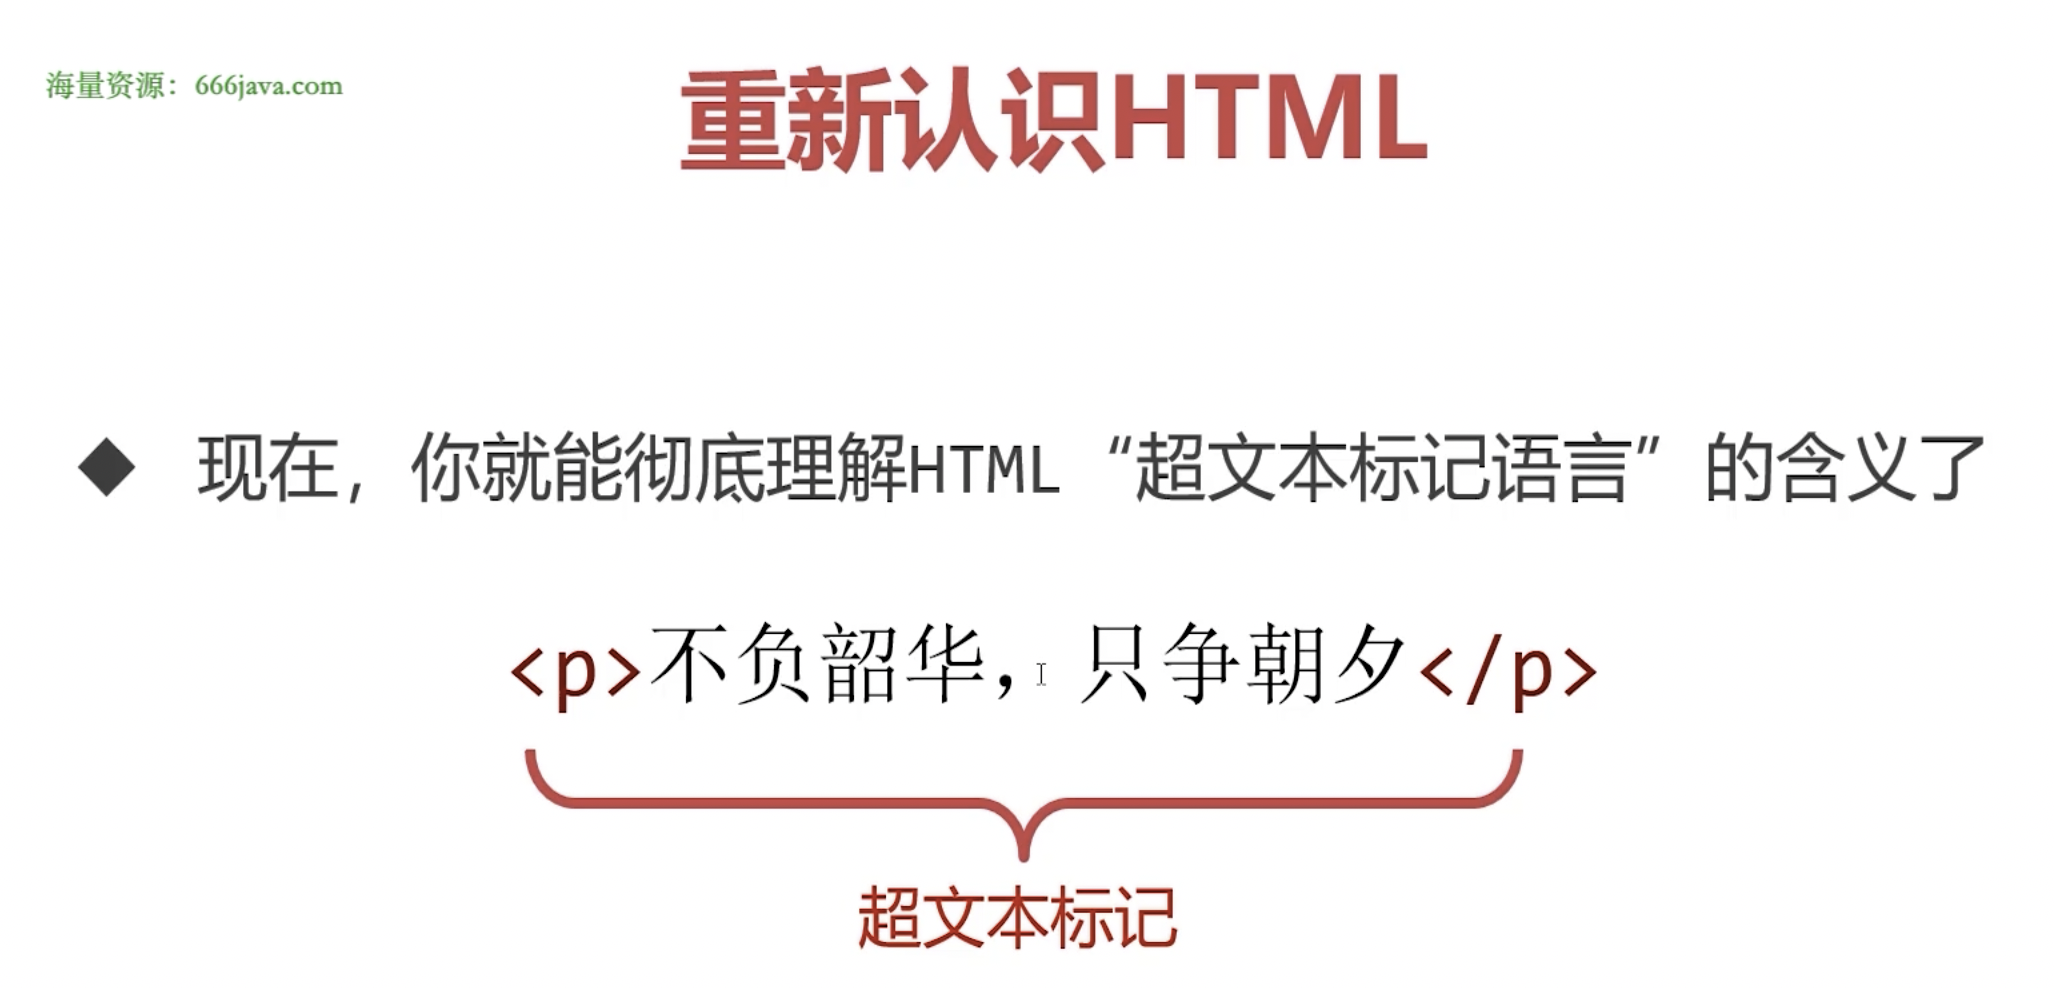 海量资源：666java.com
重新认识HTML
◆ 现在，你就能彻底理解HTML“超文本标记语言”的含义了
<p>不负韶华，只争朝夕</p>
超文本标记